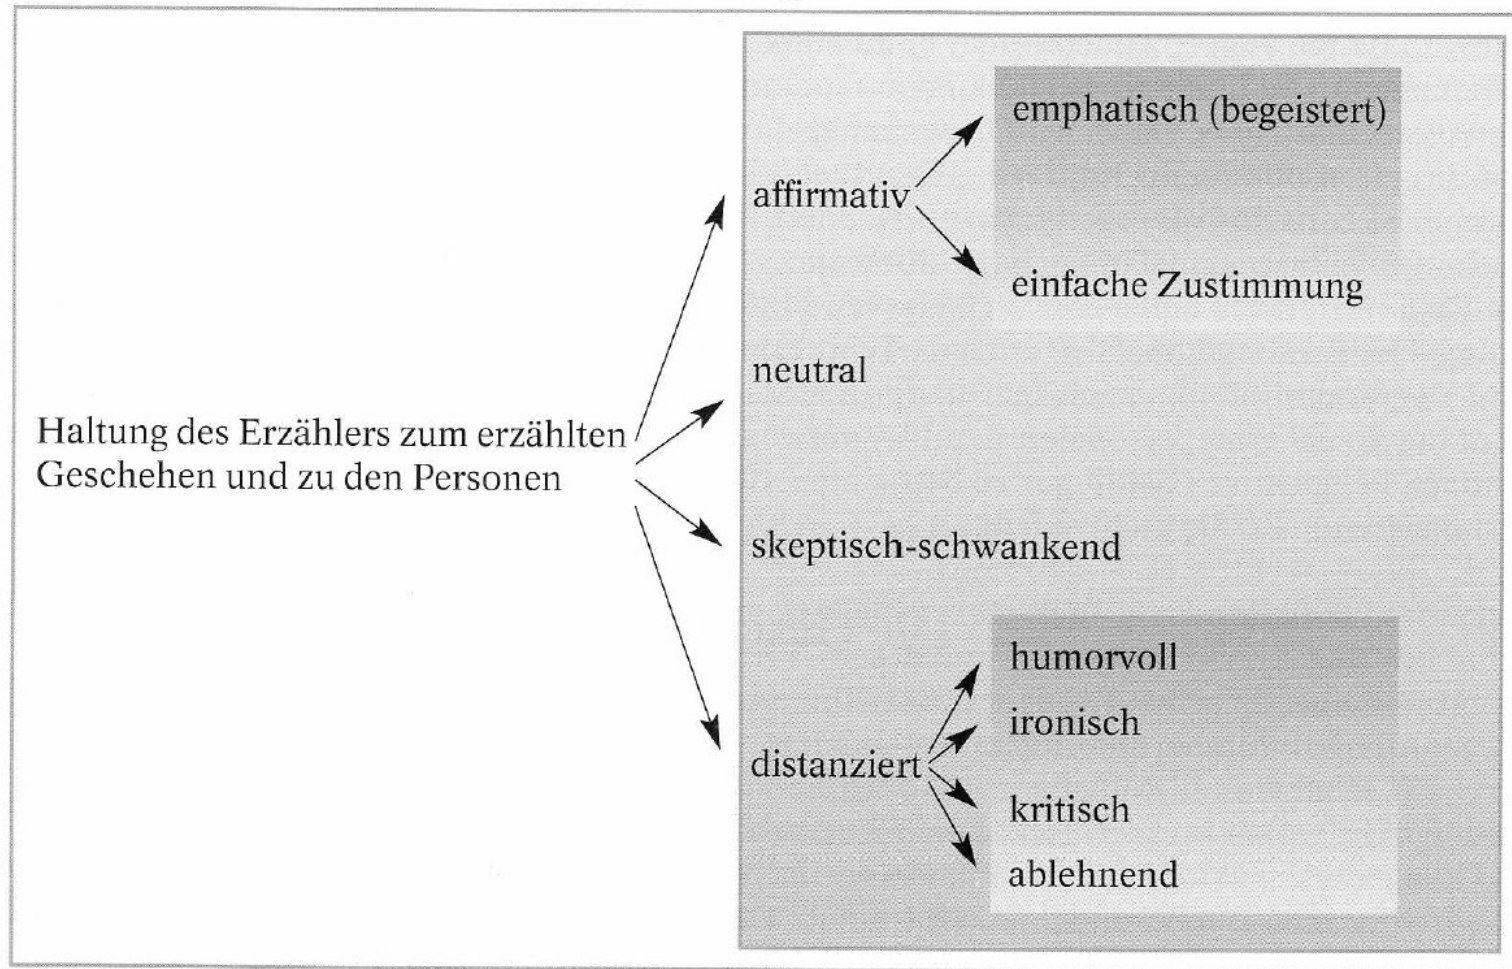 emphatisch (begeistert)
affirmativ
einfache Zustimmung
neutral
Haltung des Erzählers zum erzählten
Geschehen und zu den Personen
skeptisch-schwankend
humorvoll
ironisch
distanziert
kritisch
ablehnend